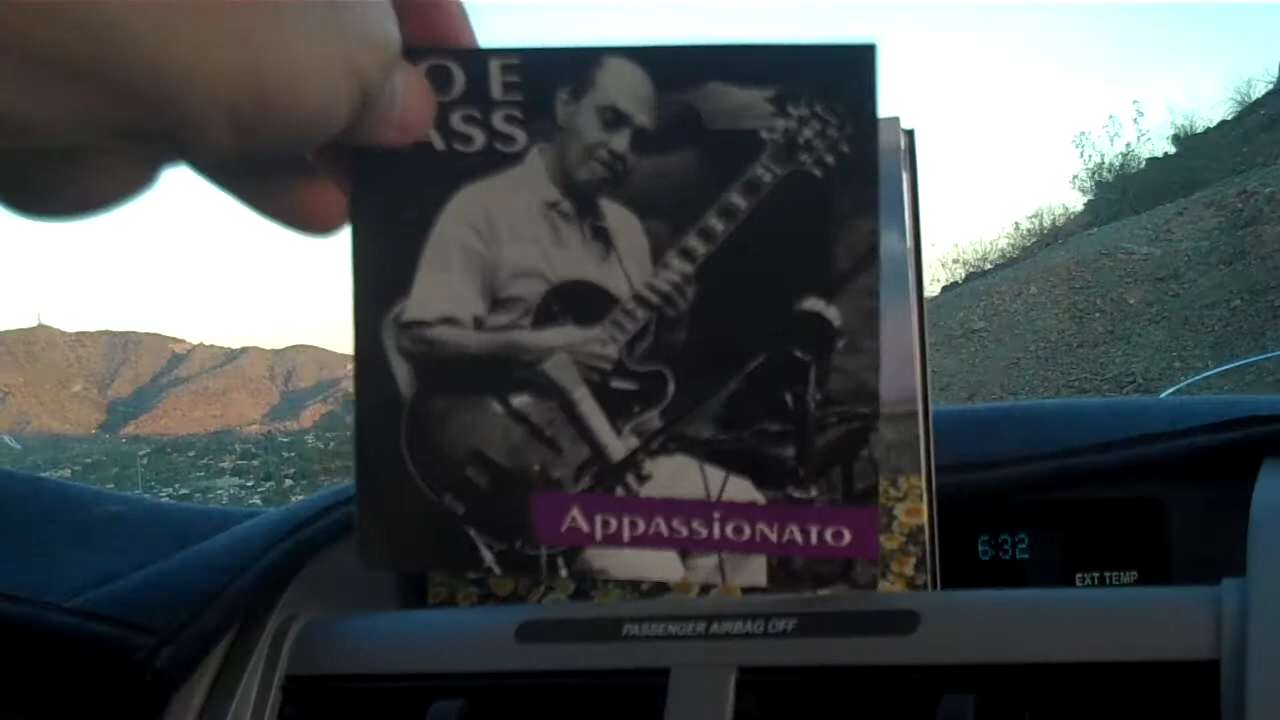 OE
ASS
Appassionato
6:32
EXT TEMP
PASSENGER AIRBAG OFF